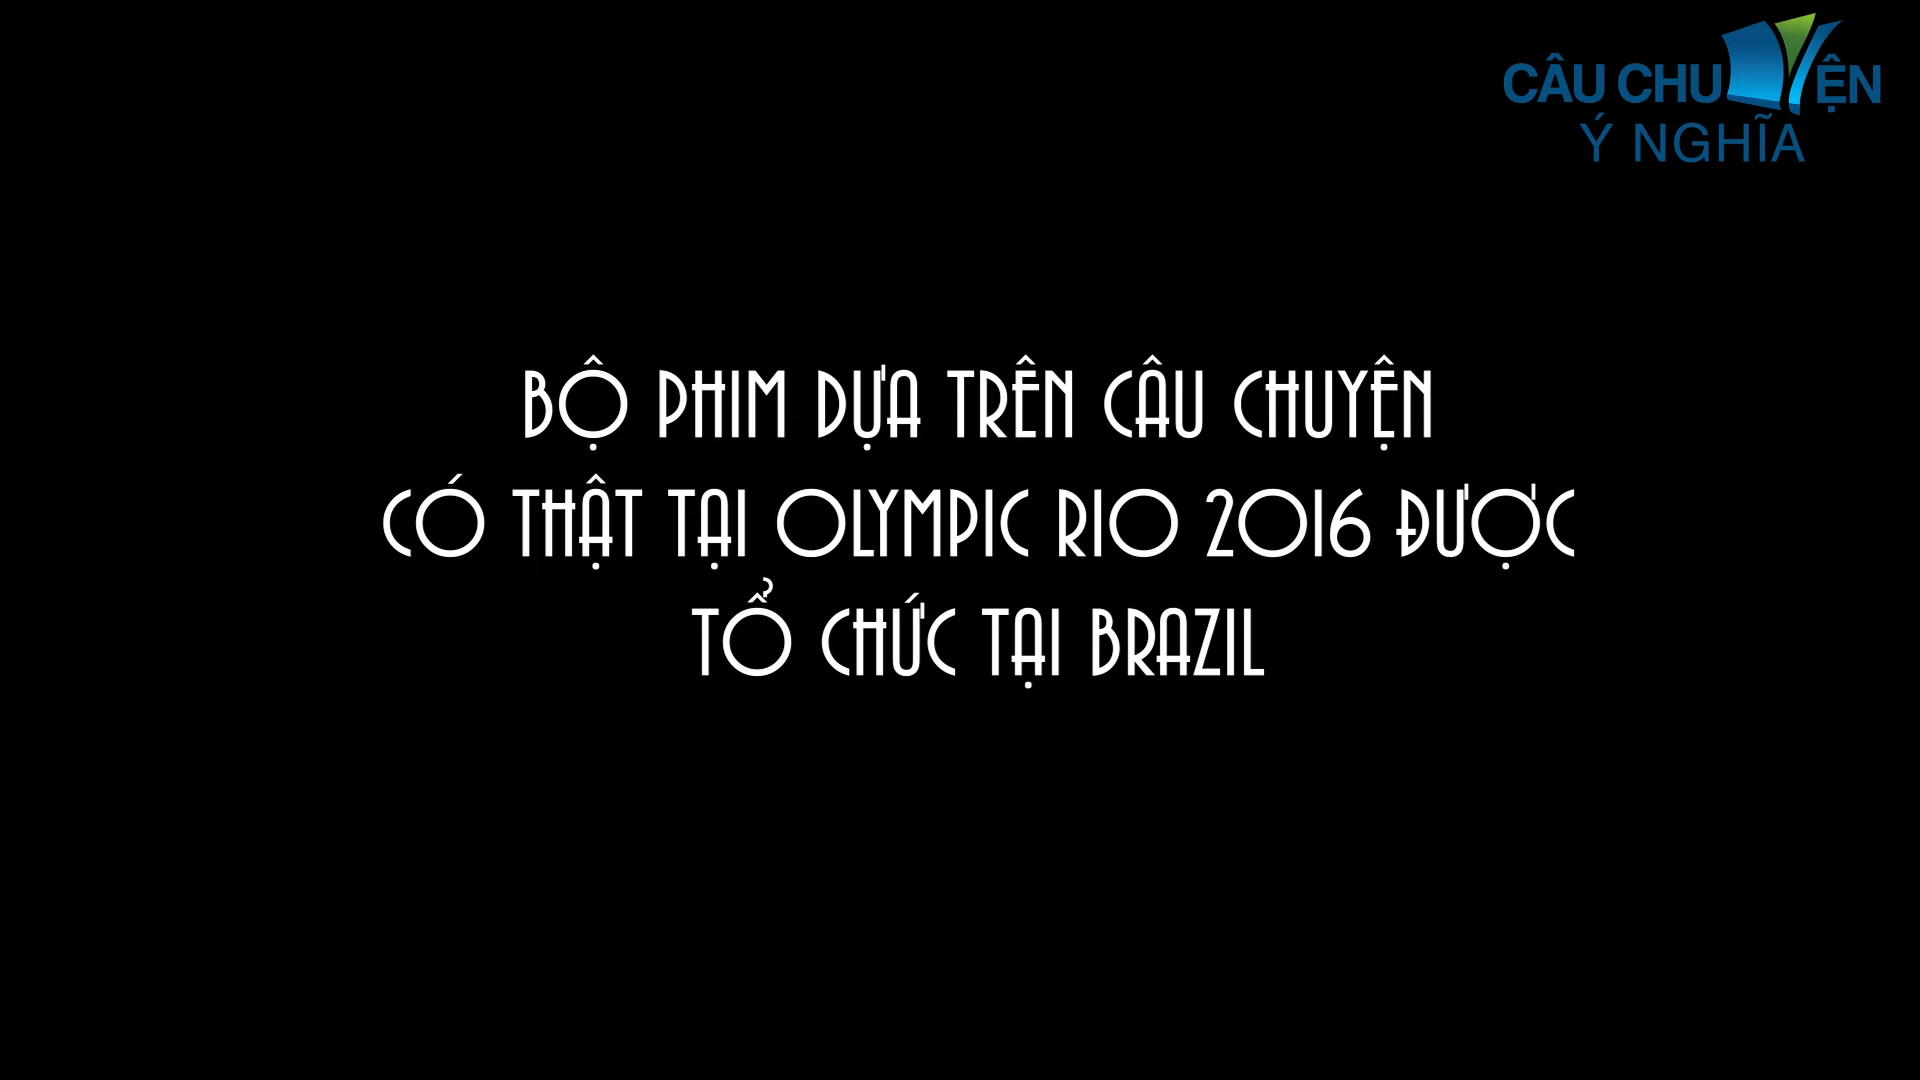 CÂU CHUYỆN
Ý NGHĨA
BỘ PHIM DỰA TRÊN CÂU CHUYỆN
CÓ THẬT TẠI OLYMPIC RIO 2016 ĐƯỢC
TỔ CHỨC TẠI BRAZIL